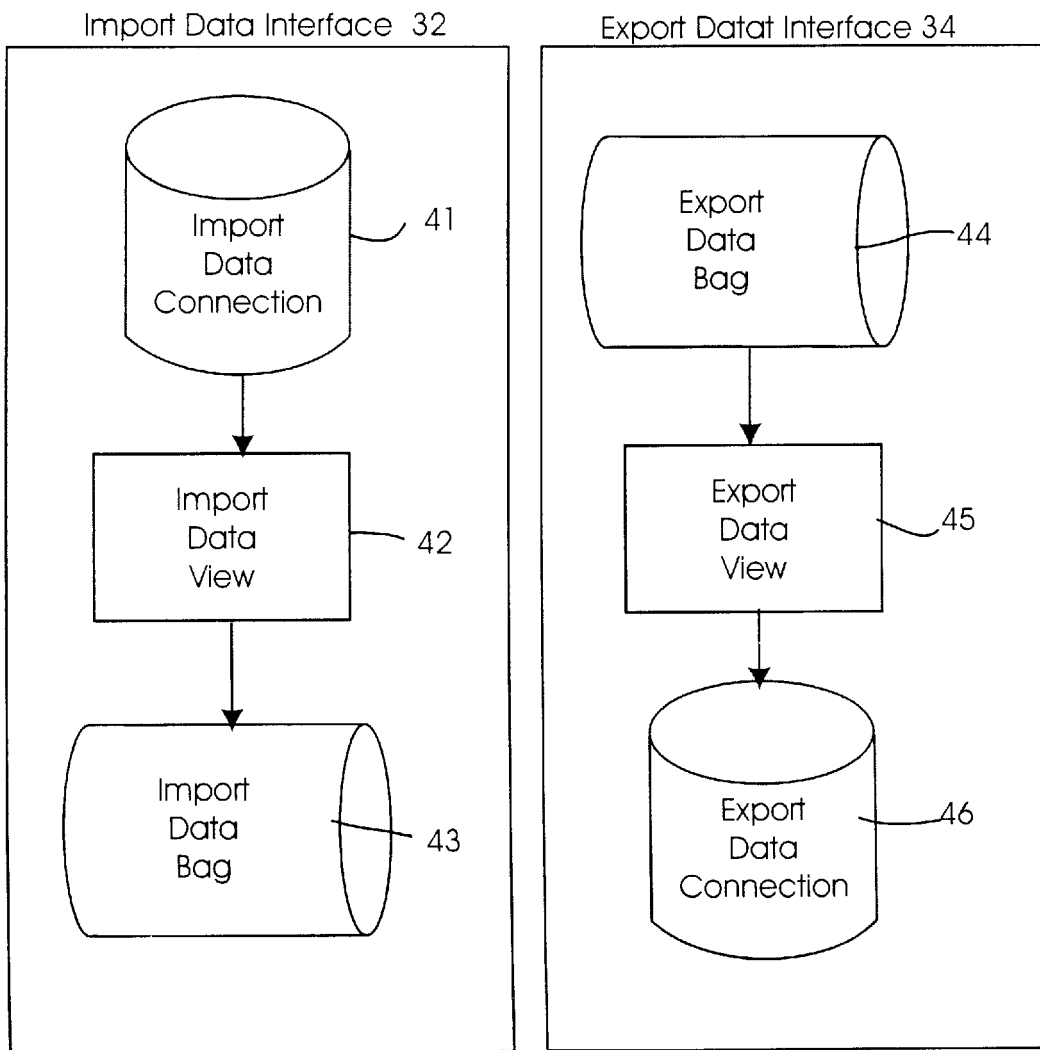 Import Data Interface 32
Import
Data
Connection
41
Import
Data
View
42
Import
Data
Bag
43
Export Datat Interface 34
Export
Data
Bag
44
Export
Data
View
45
Export
Data
Connection
46